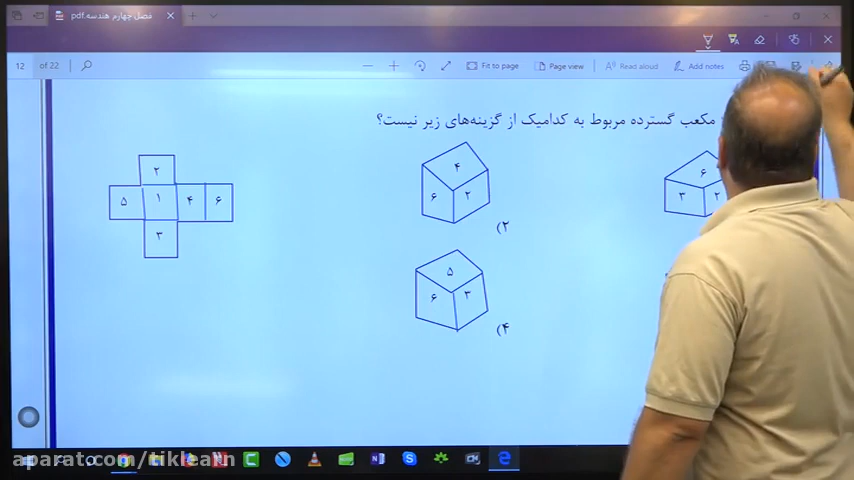 فصل چهارم هندسه.pdf
12 of 22
Fit to page
Page view
Read aloud
Add notes
مکعب گسترده مربوط به کدامیک از گزینه‌های زیر نیست؟
۲
۵ ۱ ۴ ۶
۳
۴
۶ ۲
۲)
۶
۳ ۲
۵
۶ ۳
۴)
aparat.com/tiklearn